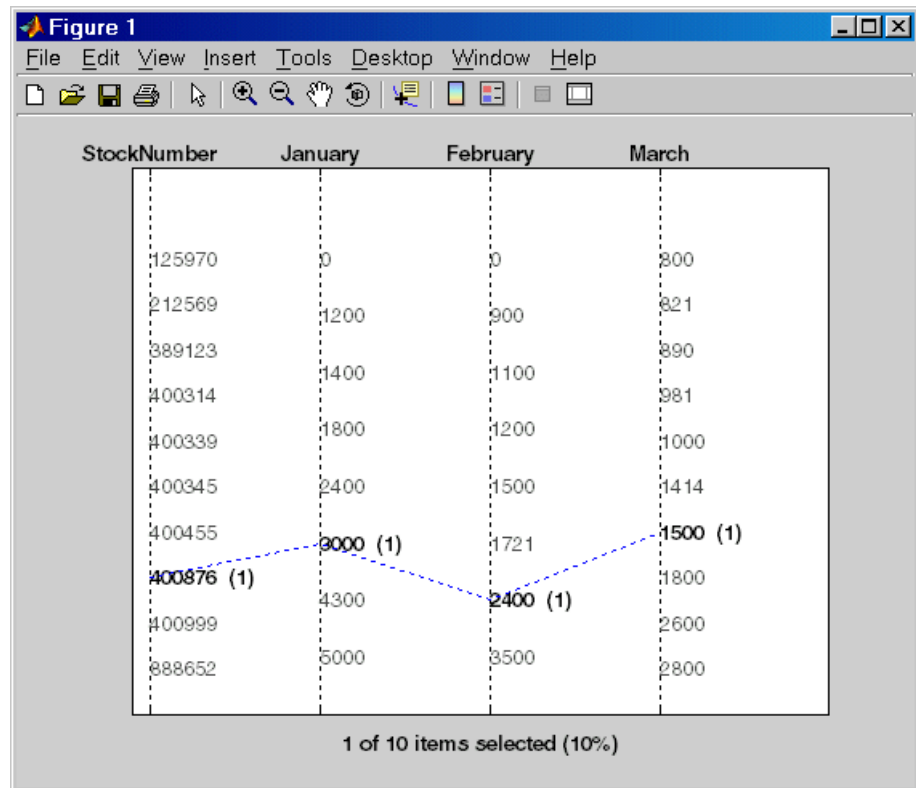 Figure 1
File Edit View Insert Tools Desktop Window Help
StockNumber January February March
125970 0 0 800
212569 1200 900 821
389123 1400 1100 890
400314 1800 1200 981
400339 2400 1500 1000
400345 3000 (1) 1721 1414
400455 4300 2400 (1) 1500 (1)
400876 (1) 5000 3500 1800
400999 2600
888652 2800
1 of 10 items selected (10%)